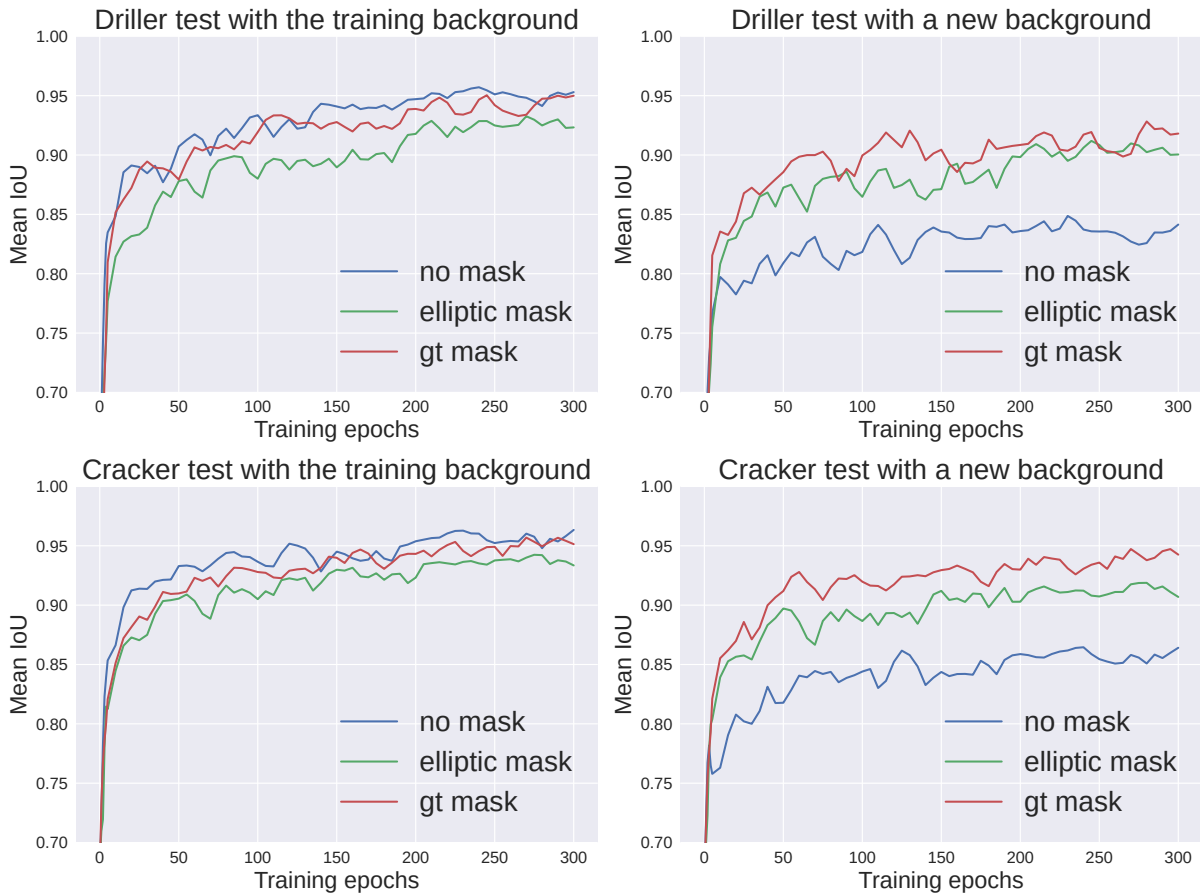 Driller test with the training background
1.00
0.95
0.90
0.85
0.80
0.75
0.70
Mean IoU
no mask
elliptic mask
gt mask
0 50 100 150 200 250 300
Training epochs
Driller test with a new background
1.00
0.95
0.90
0.85
0.80
0.75
0.70
Mean IoU
no mask
elliptic mask
gt mask
0 50 100 150 200 250 300
Training epochs
Cracker test with the training background
1.00
0.95
0.90
0.85
0.80
0.75
0.70
Mean IoU
no mask
elliptic mask
gt mask
0 50 100 150 200 250 300
Training epochs
Cracker test with a new background
1.00
0.95
0.90
0.85
0.80
0.75
0.70
Mean IoU
no mask
elliptic mask
gt mask
0 50 100 150 200 250 300
Training epochs